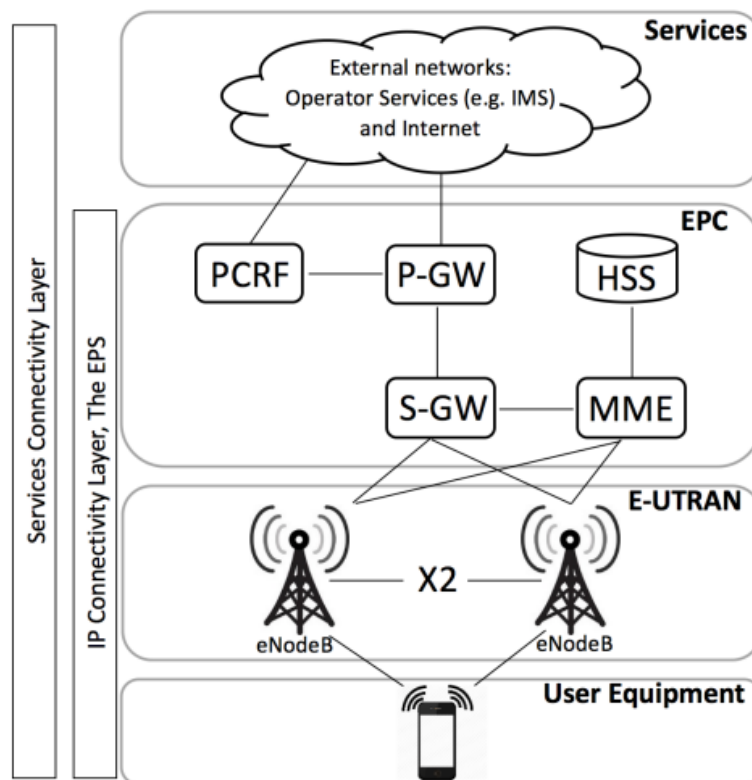 Services
External networks:
Operator Services (e.g. IMS)
and Internet
EPC
PCRF
P-GW
HSS
S-GW
MME
E-UTRAN
X2
eNodeB
eNodeB
User Equipment
Services Connectivity Layer
IP Connectivity Layer, The EPS